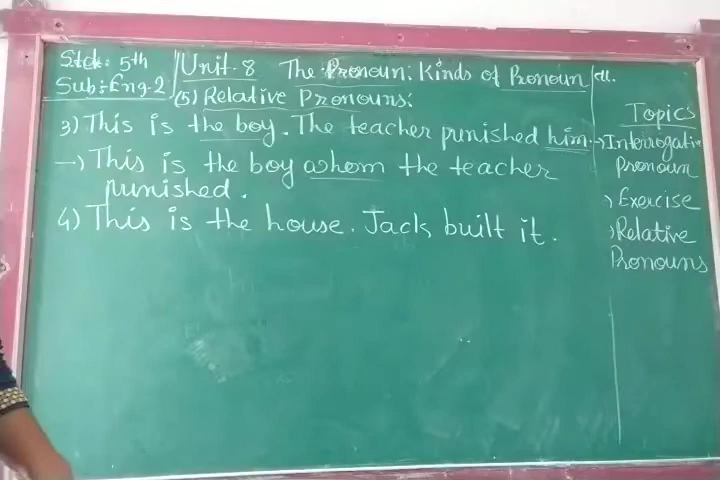 Std: 5th
Sub:-Eng-2
Unit-8 The Pronoun: Kinds of Pronoun
(5) Relative Pronouns:
3) This is the boy. The teacher punished him.
→ This is the boy whom the teacher
punished.
4) This is the house. Jack built it.
Topics
→ Interrogative
Pronoun
→ Exercise
→ Relative
Pronouns